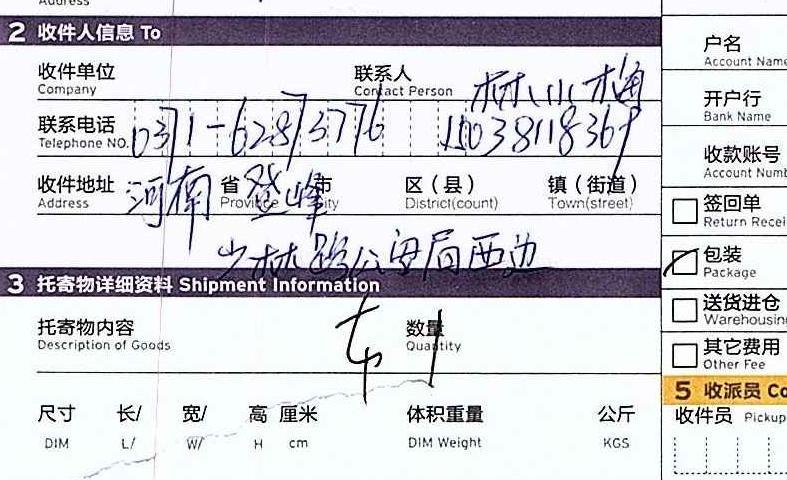 Address
2 收件人信息 To
收件单位 联系人 林小梅 户名
Company Contact Person Account Name
联系电话 0371-62873776 15038118369 开户行
Telephone NO. Bank Name
收款账号
收件地址 河南 省 登峰 市 区(县) 镇(街道) Account Numb
Address Province City District(count) Town(street) 签回单
Return Recei
少林路公安局西边 包装
3 托寄物详细资料 Shipment Information Package
托寄物内容 数量 1 送货进仓
Description of Goods Quantity Warehousin
其它费用
Other Fee
5 收派员 Co
尺寸 长/ 宽/ 高 厘米 体积重量 公斤 收件员 Pickup
DIM L/ W/ H cm DIM Weight KGS